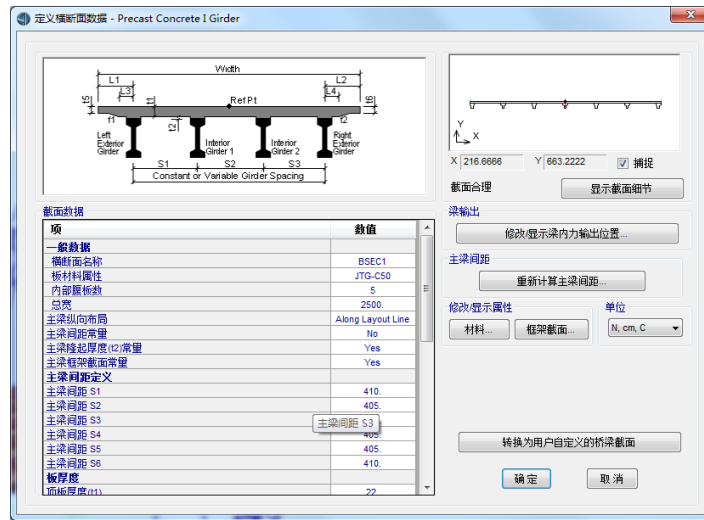 定义横断面数据 - Precast Concrete I Girder
Width
L1
L2
L3
L4
t5
t1
Ref Pt
t6
f1
t2
f2
Left
Exterior
Girder
Interior
Girder 1
Interior
Girder 2
Right
Exterior
Girder
S1
S2
S3
Constant or Variable Girder Spacing
Y
X
X 216.6666 Y 663.2222 捕捉
截面合理 显示截面细节
截面数据
项 数值
一般数据
横断面名称 BSEC1
板材料属性 JTG-C50
内部腹板数 5
总宽 2500.
主梁纵向布局 Along Layout Line
主梁间距常量 No
主梁隆起厚度(t2)常量 Yes
主梁框架截面常量 Yes
主梁间距定义
主梁间距 S1 410.
主梁间距 S2 405.
主梁间距 S3
主梁间距 S3
主梁间距 S4 405.
主梁间距 S5 405.
主梁间距 S6 410.
板厚度
顶板厚度(t1) 22.
梁输出
修改/显示梁内力输出位置...
主梁间距
重新计算主梁间距...
修改/显示属性
材料... 框架截面...
单位
N, cm, C
转换为用户自定义的桥梁截面
确定 取消